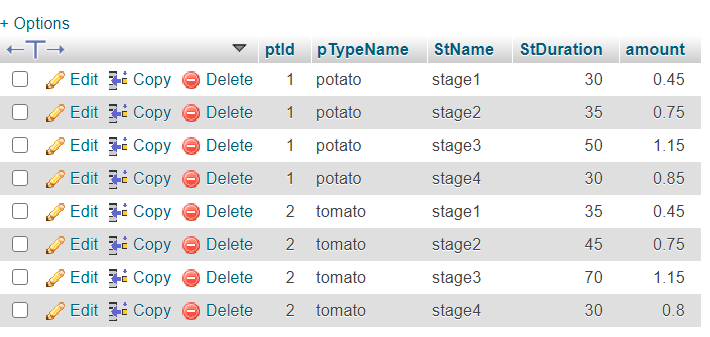 + Options
←T→ ▼ ptId pTypeName StName StDuration amount
Edit Copy Delete 1 potato stage1 30 0.45
Edit Copy Delete 1 potato stage2 35 0.75
Edit Copy Delete 1 potato stage3 50 1.15
Edit Copy Delete 1 potato stage4 30 0.85
Edit Copy Delete 2 tomato stage1 35 0.45
Edit Copy Delete 2 tomato stage2 45 0.75
Edit Copy Delete 2 tomato stage3 70 1.15
Edit Copy Delete 2 tomato stage4 30 0.8